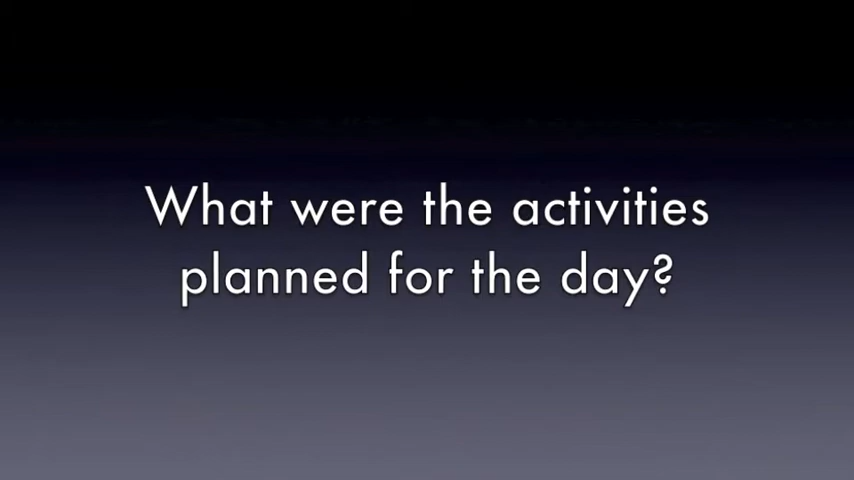 What were the activities
planned for the day?